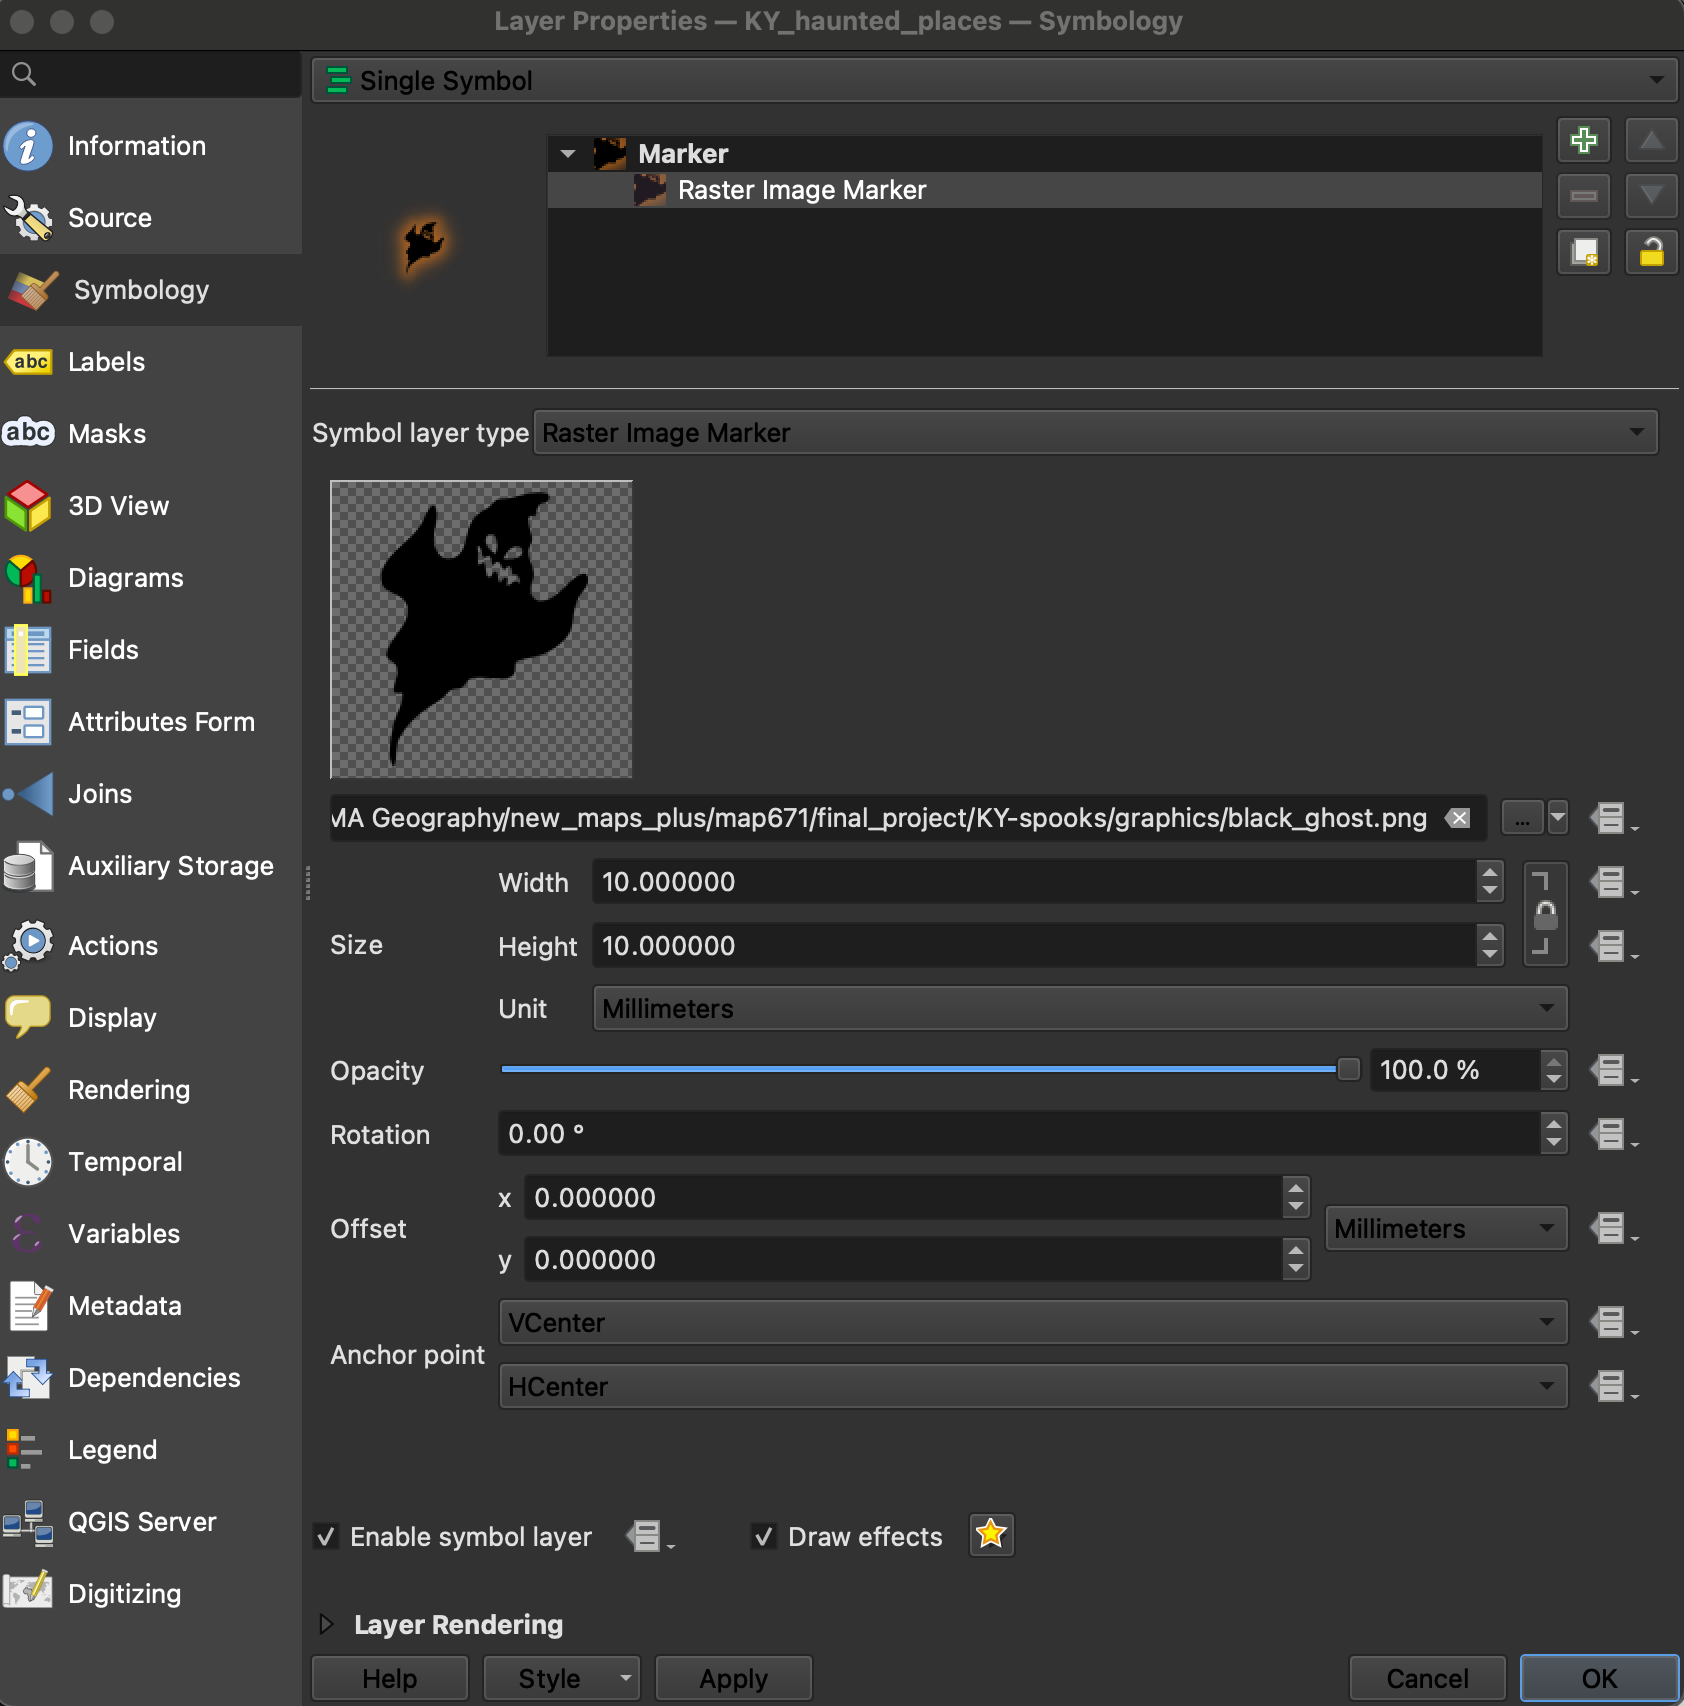 Layer Properties — KY_haunted_places — Symbology
Single Symbol
Information
Source
Symbology
Labels
Masks
3D View
Diagrams
Fields
Attributes Form
Joins
Auxiliary Storage
Actions
Display
Rendering
Temporal
Variables
Metadata
Dependencies
Legend
QGIS Server
Digitizing
abc
abc
Marker
Raster Image Marker
Symbol layer type Raster Image Marker
MA Geography/new_maps_plus/map671/final_project/KY-spooks/graphics/black_ghost.png
...
Size
Width 10.000000
Height 10.000000
Unit Millimeters
Opacity 100.0 %
Rotation 0.00 °
Offset
x 0.000000
y 0.000000
Millimeters
Anchor point
VCenter
HCenter
Enable symbol layer
Draw effects
Layer Rendering
Help Style Apply Cancel OK